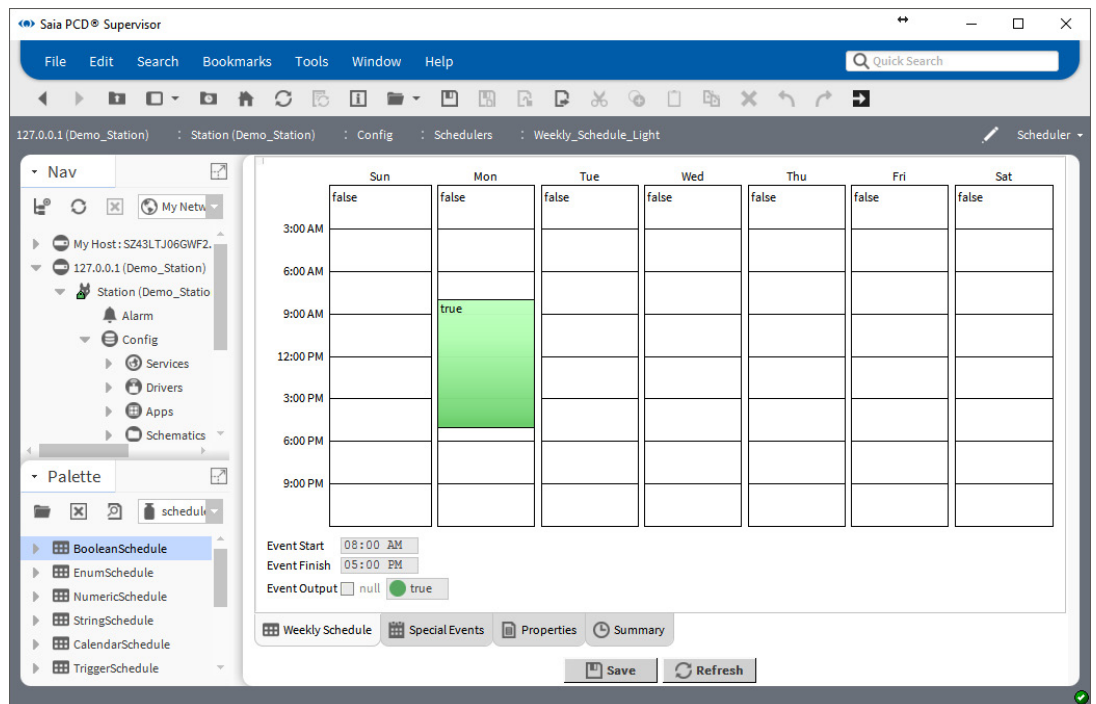 Saia PCD® Supervisor
File Edit Search Bookmarks Tools Window Help
Quick Search
127.0.0.1 (Demo_Station) : Station (Demo_Station) : Config : Schedulers : Weekly_Schedule_Light
Scheduler
Nav
My Netw
My Host : SZ43LTJ06GWF2.
127.0.0.1 (Demo_Station)
Station (Demo_Statio
Alarm
Config
Services
Drivers
Apps
Schematics
Palette
schedul
BooleanSchedule
EnumSchedule
NumericSchedule
StringSchedule
CalendarSchedule
TriggerSchedule
Sun Mon Tue Wed Thu Fri Sat
false false false false false false false
3:00 AM
6:00 AM
9:00 AM
true
12:00 PM
3:00 PM
6:00 PM
9:00 PM
Event Start 08:00 AM
Event Finish 05:00 PM
Event Output null true
Weekly Schedule Special Events Properties Summary
Save Refresh